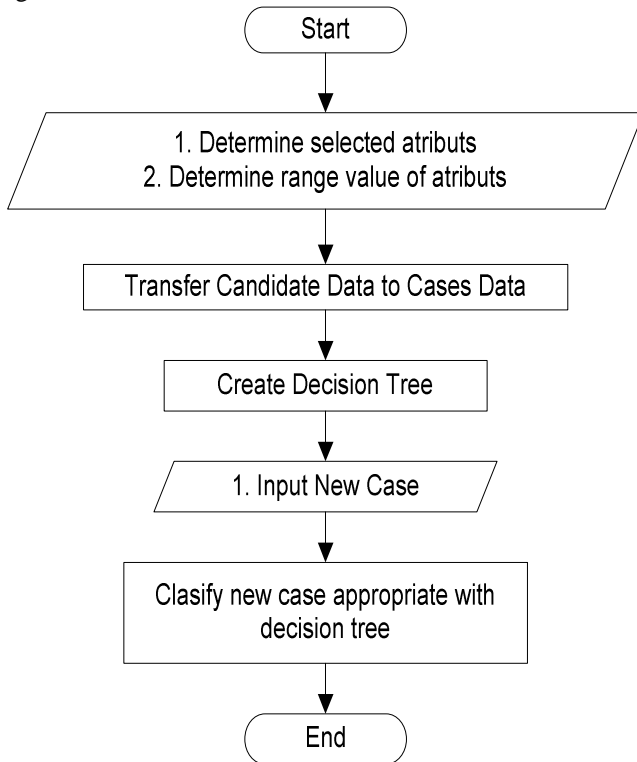 Start
1. Determine selected atributs
2. Determine range value of atributs
Transfer Candidate Data to Cases Data
Create Decision Tree
1. Input New Case
Clasify new case appropriate with
decision tree
End